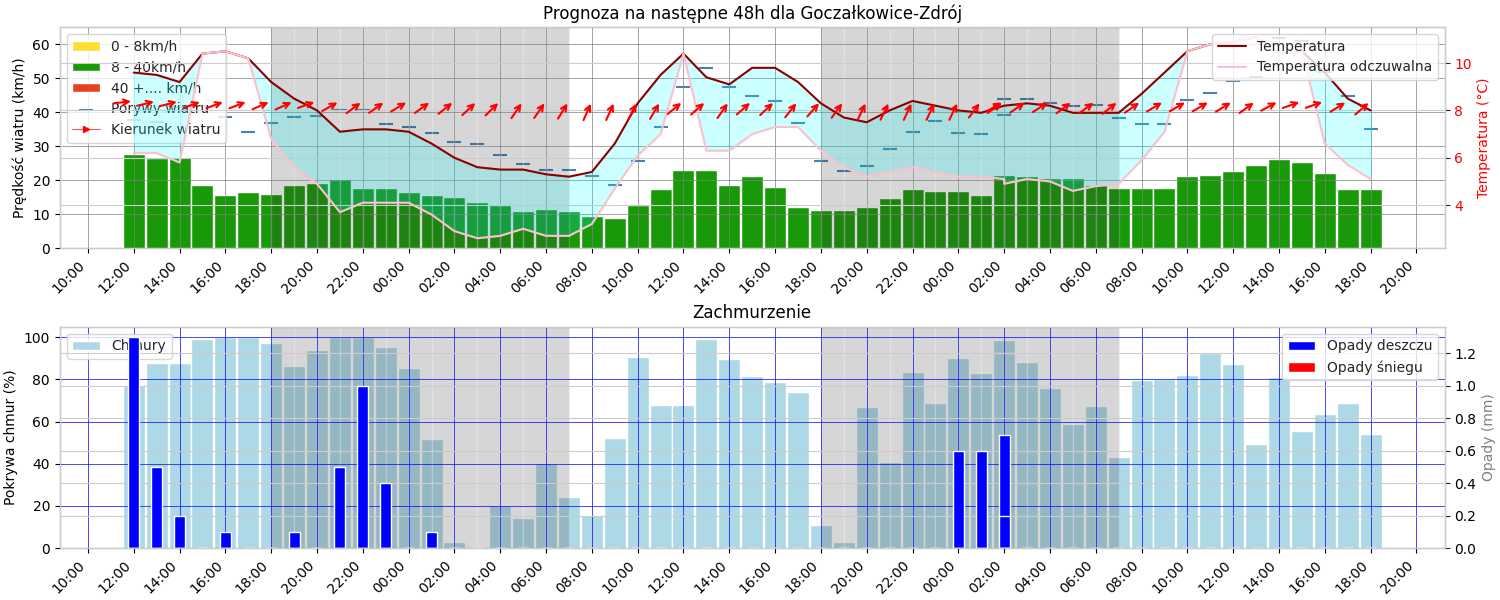 Prognoza na następne 48h dla Goczałkowice-Zdrój
Prędkość wiatru (km/h)
60
50
40
30
20
10
0
0 - 8km/h
8 - 40km/h
40 +.... km/h
Porywy wiatru
Kierunek wiatru
Temperatura
Temperatura odczuwalna
10
8
6
4
Temperatura (°C)
10:00 12:00 14:00 16:00 18:00 20:00 22:00 00:00 02:00 04:00 06:00 08:00 10:00 12:00 14:00 16:00 18:00 20:00 22:00 00:00 02:00 04:00 06:00 08:00 10:00 12:00 14:00 16:00 18:00 20:00
Zachmurzenie
Pokrywa chmur (%)
100
80
60
40
20
0
Chmury
Opady deszczu
Opady śniegu
1.2
1.0
0.8
0.6
0.4
0.2
0.0
Opady (mm)
10:00 12:00 14:00 16:00 18:00 20:00 22:00 00:00 02:00 04:00 06:00 08:00 10:00 12:00 14:00 16:00 18:00 20:00 22:00 00:00 02:00 04:00 06:00 08:00 10:00 12:00 14:00 16:00 18:00 20:00